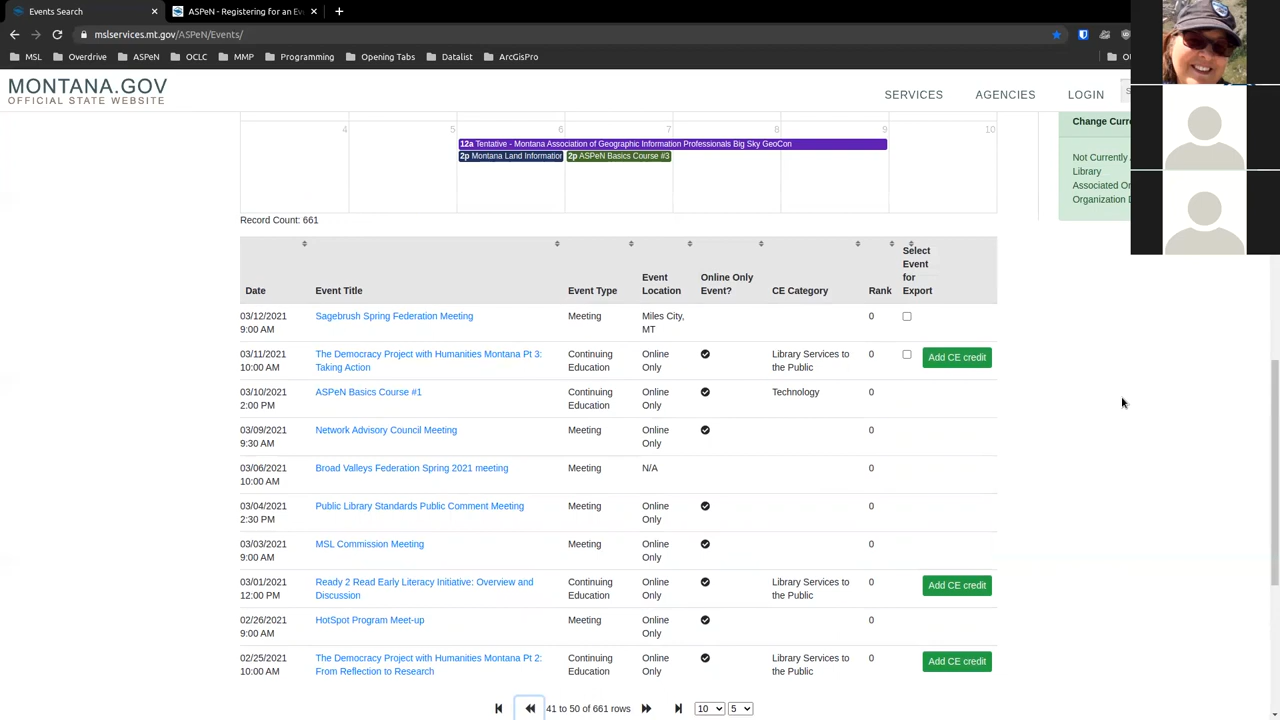 Events Search
ASPeN - Registering for an Ev
mslservices.mt.gov/ASPeN/Events/
MSL
Overdrive
ASPeN
OCLC
MMP
Programming
Opening Tabs
Datalist
ArcGisPro
MONTANA.GOV
OFFICIAL STATE WEBSITE
SERVICES
AGENCIES
LOGIN
4 5 6 7 8 9 10
12a Tentative - Montana Association of Geographic Information Professionals Big Sky GeoCon
2p Montana Land Information
2p ASPeN Basics Course #3
Change Curre
Not Currently
Library
Associated Or
Organization D
Record Count: 661
Date Event Title Event Type Event Location Online Only Event? CE Category Rank Select Event for Export
03/12/2021 Sagebrush Spring Federation Meeting Meeting Miles City, 0
9:00 AM MT
03/11/2021 The Democracy Project with Humanities Montana Pt 3: Continuing Online Library Services to 0 Add CE credit
10:00 AM Taking Action Education Only the Public
03/10/2021 ASPeN Basics Course #1 Continuing Online Technology 0
2:00 PM Education Only
03/09/2021 Network Advisory Council Meeting Meeting Online 0
9:30 AM Only
03/06/2021 Broad Valleys Federation Spring 2021 meeting Meeting N/A 0
10:00 AM
03/04/2021 Public Library Standards Public Comment Meeting Meeting Online 0
2:30 PM Only
03/03/2021 MSL Commission Meeting Meeting Online 0
9:00 AM Only
03/01/2021 Ready 2 Read Early Literacy Initiative: Overview and Continuing Online Library Services to 0 Add CE credit
12:00 PM Discussion Education Only the Public
02/26/2021 HotSpot Program Meet-up Meeting Online 0
9:00 AM Only
02/25/2021 The Democracy Project with Humanities Montana Pt 2: Continuing Online Library Services to 0 Add CE credit
10:00 AM From Reflection to Research Education Only the Public
41 to 50 of 661 rows 10 5